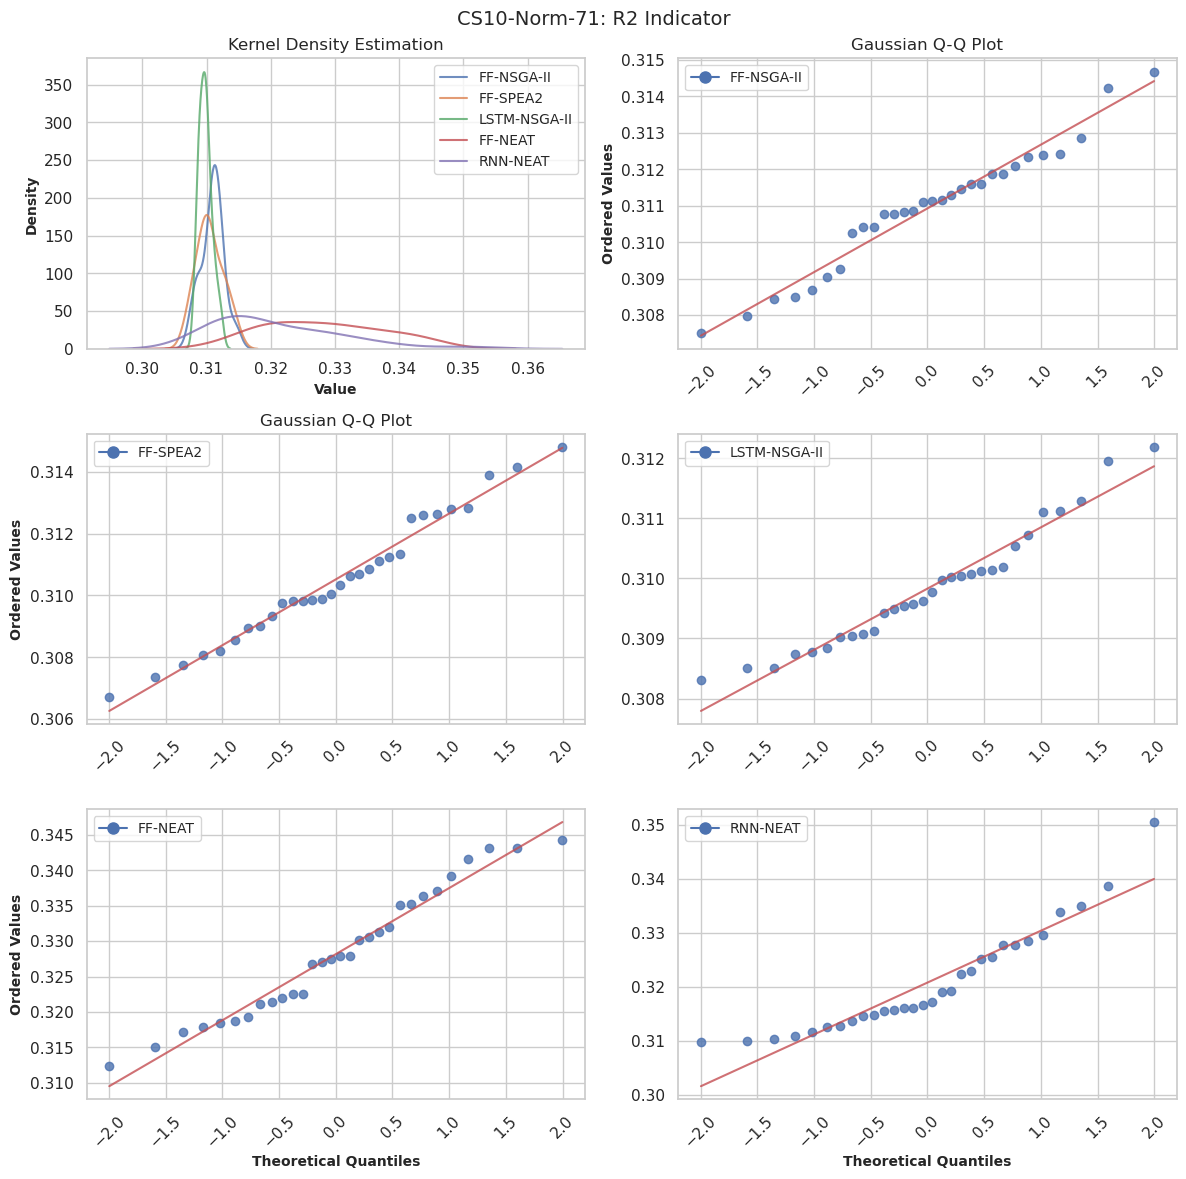 CS10-Norm-71: R2 Indicator
Kernel Density Estimation
Density
350
300
250
200
150
100
50
0
0.30 0.31 0.32 0.33 0.34 0.35 0.36
Value
FF-NSGA-II
FF-SPEA2
LSTM-NSGA-II
FF-NEAT
RNN-NEAT
Gaussian Q-Q Plot
Ordered Values
0.315
0.314
0.313
0.312
0.311
0.310
0.309
0.308
FF-NSGA-II
−2.0 −1.5 −1.0 −0.5 0.0 0.5 1.0 1.5 2.0
Gaussian Q-Q Plot
Ordered Values
0.314
0.312
0.310
0.308
0.306
FF-SPEA2
−2.0 −1.5 −1.0 −0.5 0.0 0.5 1.0 1.5 2.0
0.312
0.311
0.310
0.309
0.308
LSTM-NSGA-II
−2.0 −1.5 −1.0 −0.5 0.0 0.5 1.0 1.5 2.0
Ordered Values
0.345
0.340
0.335
0.330
0.325
0.320
0.315
0.310
FF-NEAT
−2.0 −1.5 −1.0 −0.5 0.0 0.5 1.0 1.5 2.0
Theoretical Quantiles
0.35
0.34
0.33
0.32
0.31
0.30
RNN-NEAT
−2.0 −1.5 −1.0 −0.5 0.0 0.5 1.0 1.5 2.0
Theoretical Quantiles